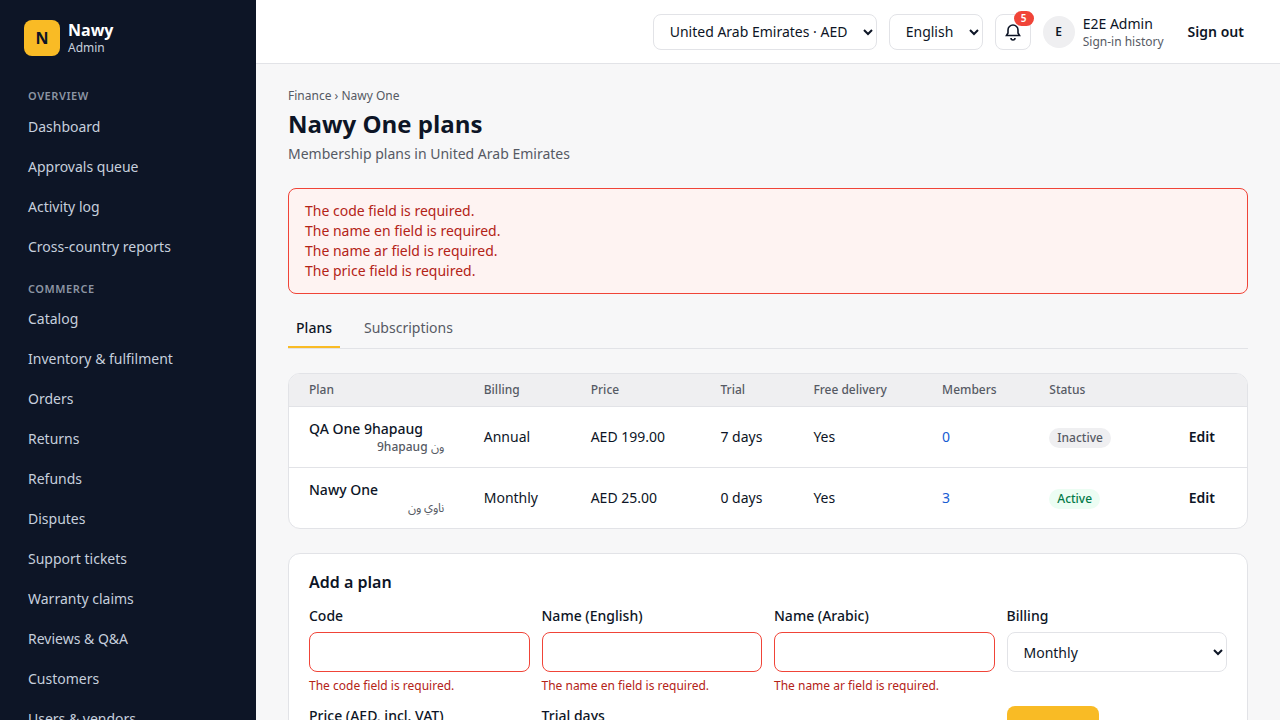 N
Nawy
Admin
OVERVIEW
Dashboard
Approvals queue
Activity log
Cross-country reports
COMMERCE
Catalog
Inventory & fulfilment
Orders
Returns
Refunds
Disputes
Support tickets
Warranty claims
Reviews & Q&A
Customers
Users & vendors
United Arab Emirates · AED
English
5
E
E2E Admin
Sign-in history
Sign out
Finance › Nawy One
Nawy One plans
Membership plans in United Arab Emirates
The code field is required.
The name en field is required.
The name ar field is required.
The price field is required.
Plans Subscriptions
Plan Billing Price Trial Free delivery Members Status
QA One 9hapaug
ون 9hapaug
Annual AED 199.00 7 days Yes 0 Inactive Edit
Nawy One
ناوي ون
Monthly AED 25.00 0 days Yes 3 Active Edit
Add a plan
Code Name (English) Name (Arabic) Billing
Monthly
The code field is required. The name en field is required. The name ar field is required.
Price (AED, incl. VAT) Trial days